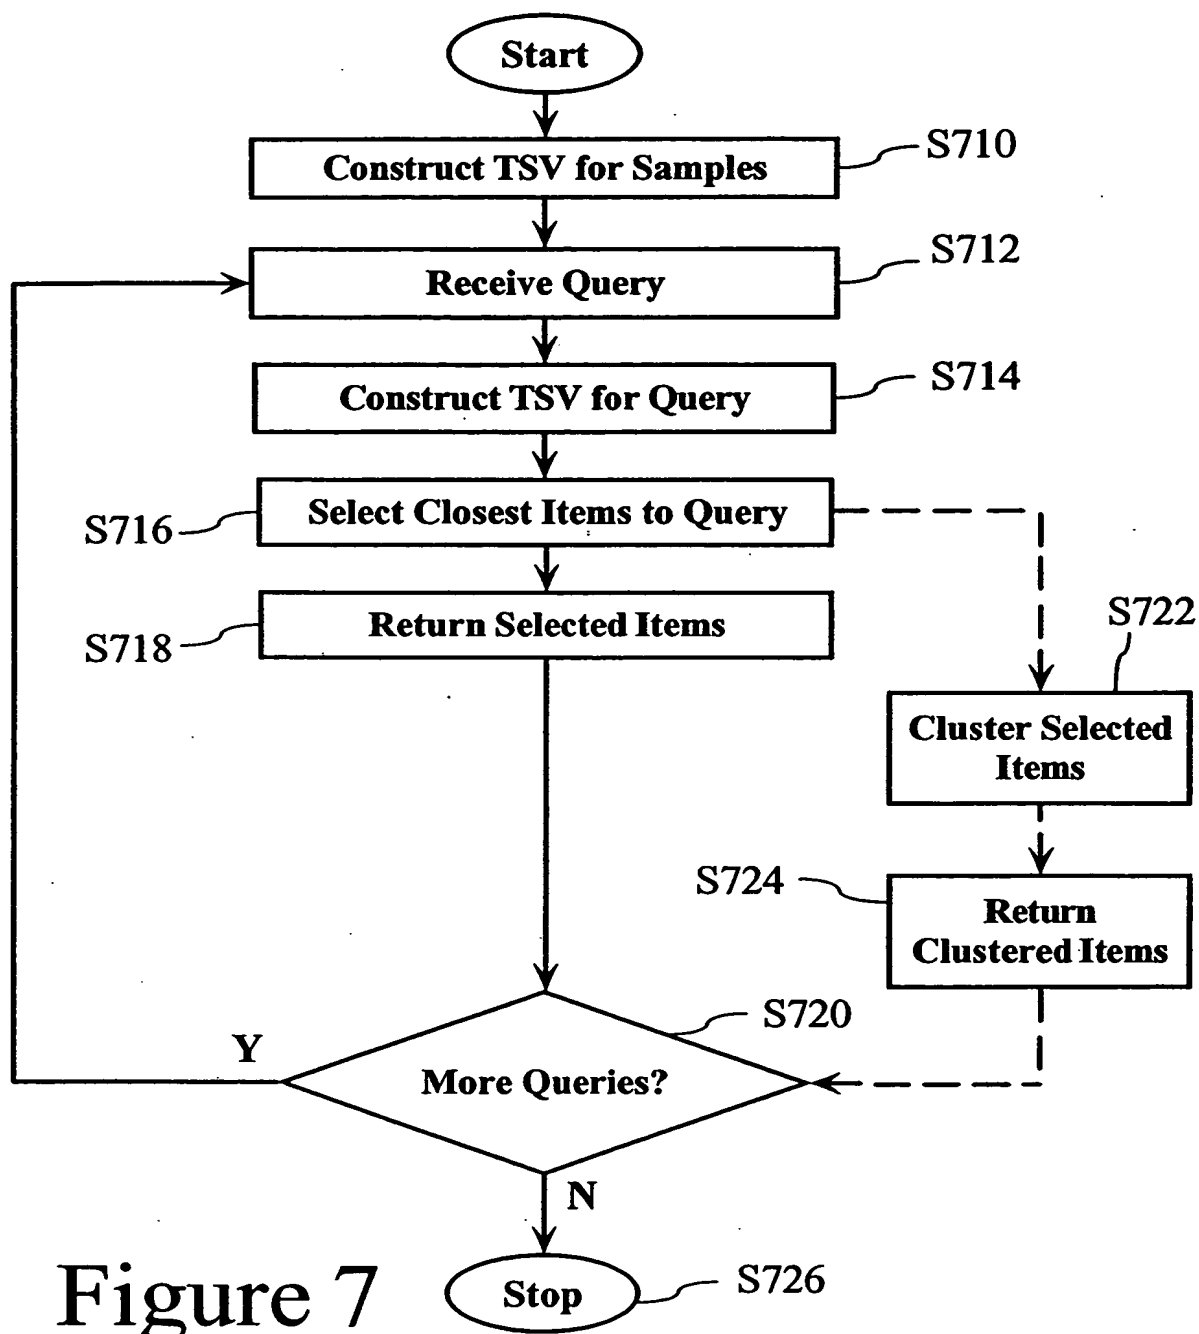 Start
Construct TSV for Samples
S710
Receive Query
S712
Construct TSV for Query
S714
Select Closest Items to Query
S716
Return Selected Items
S718
S722
Cluster Selected
Items
S724
Return
Clustered Items
S720
More Queries?
Y
N
Stop
S726
Figure 7